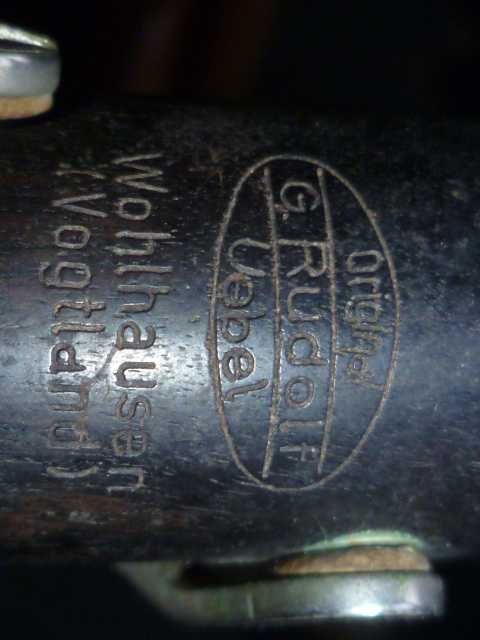 Original
G. Rudolf
Uebel
Wohlhausen
(Vogtland)